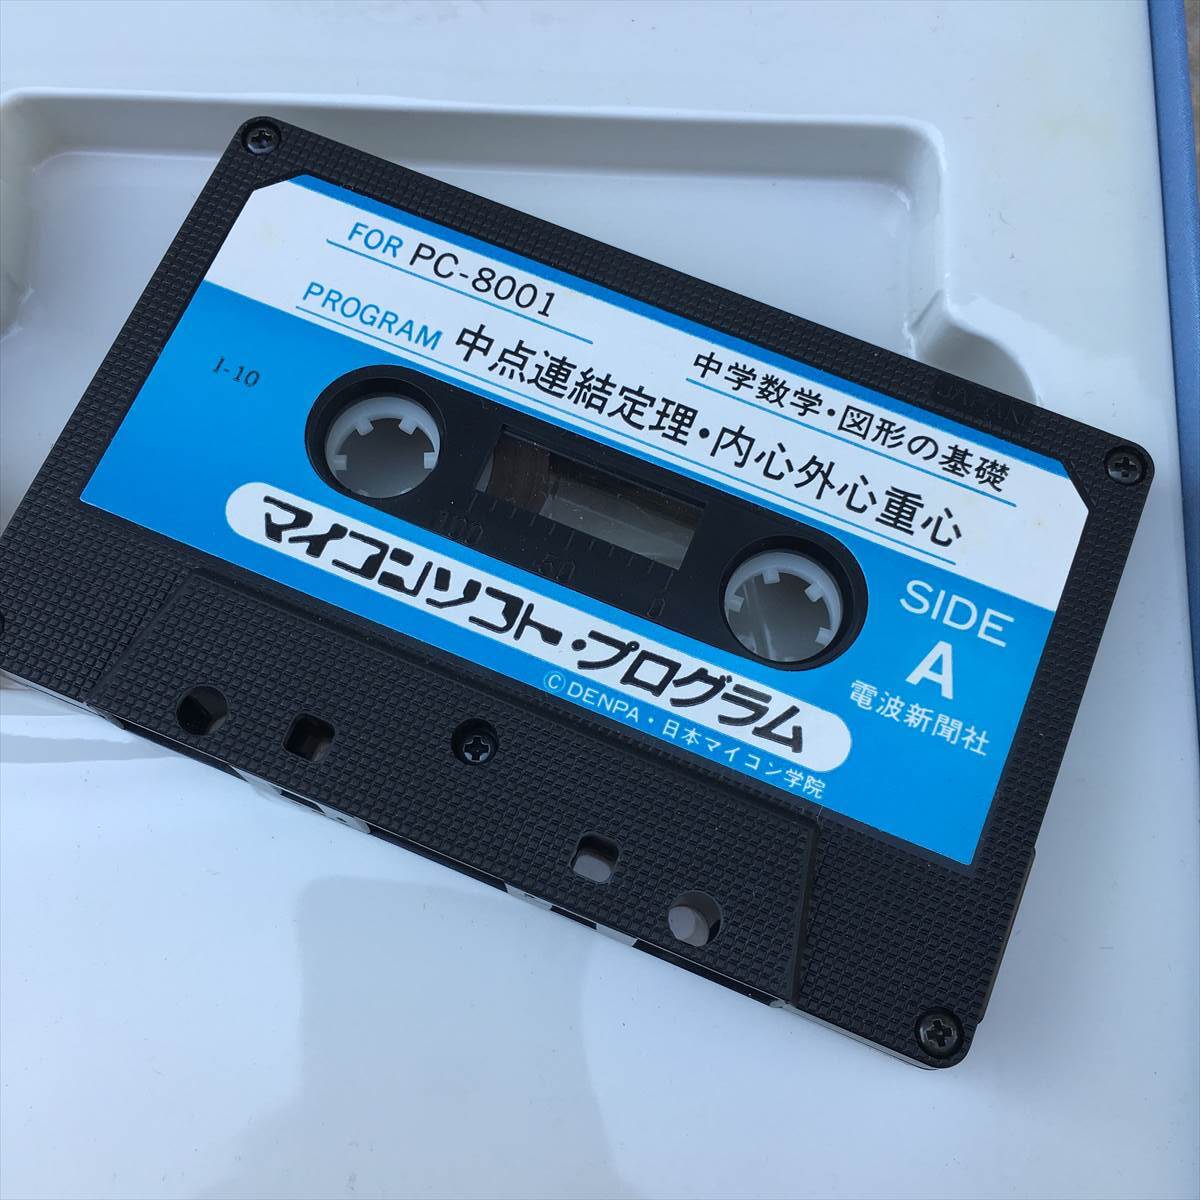 FOR PC-8001
中学数学・図形の基礎
PROGRAM 中点連結定理・内心外心重心
I-10
100 50 0
SIDE
A
マイコンソフト・プログラム
電波新聞社
©DENPA・日本マイコン学院
JAPAN